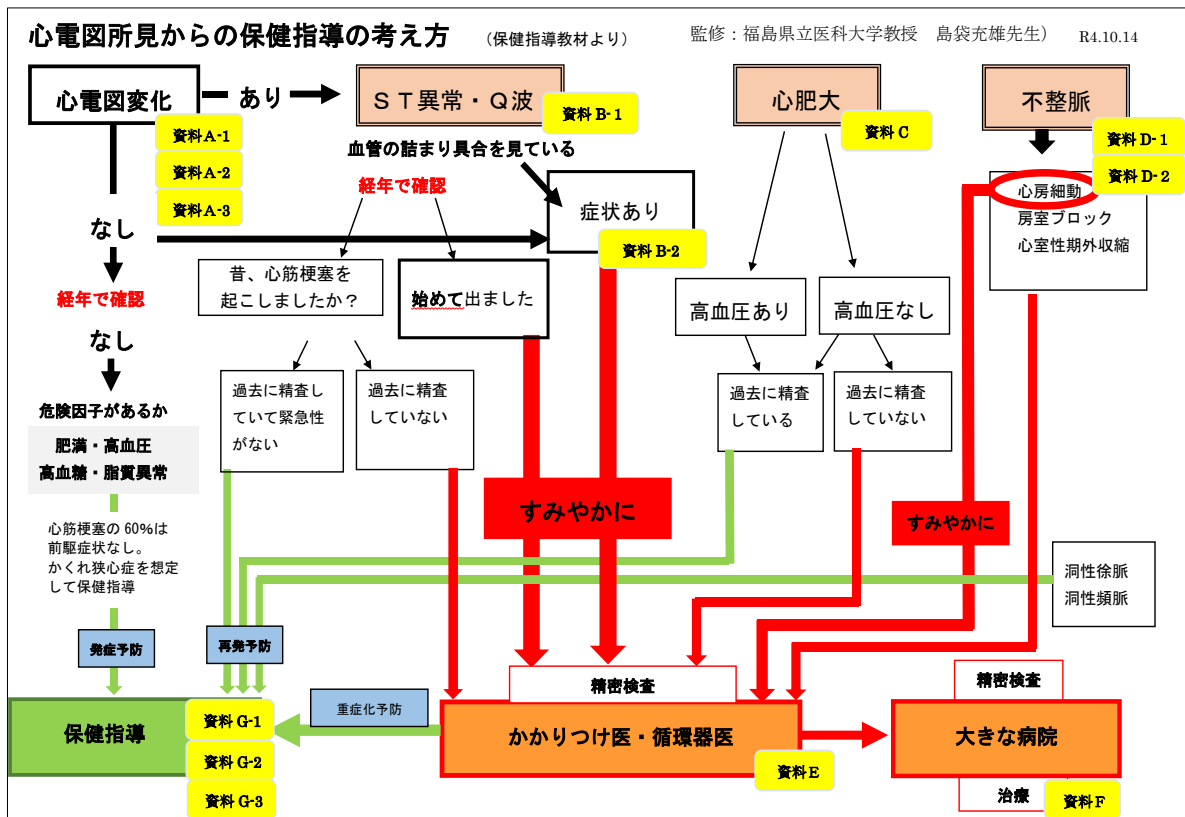 心電図所見からの保健指導の考え方
（保健指導教材より）
監修：福島県立医科大学教授　島袋充雄先生）
R4.10.14
心電図変化
あり
ＳＴ異常・Ｑ波
心肥大
不整脈
資料A-1
資料A-2
資料A-3
資料 B-1
資料 C
資料 D-1
資料 D-2
血管の詰まり具合を見ている
経年で確認
症状あり
資料B-2
心房細動
房室ブロック
心室性期外収縮
なし
経年で確認
なし
昔、心筋梗塞を
起こしましたか？
始めて出ました
高血圧あり
高血圧なし
過去に精査し
ていて緊急性
がない
過去に精査
していない
過去に精査
している
過去に精査
していない
危険因子があるか
肥満・高血圧
高血糖・脂質異常
すみやかに
すみやかに
心筋梗塞の 60％は
前駆症状なし。
かくれ狭心症を想定
して保健指導
洞性徐脈
洞性頻脈
発症予防
再発予防
精密検査
精密検査
重症化予防
保健指導
資料 G-1
資料 G-2
資料 G-3
かかりつけ医・循環器医
資料E
大きな病院
治療
資料F